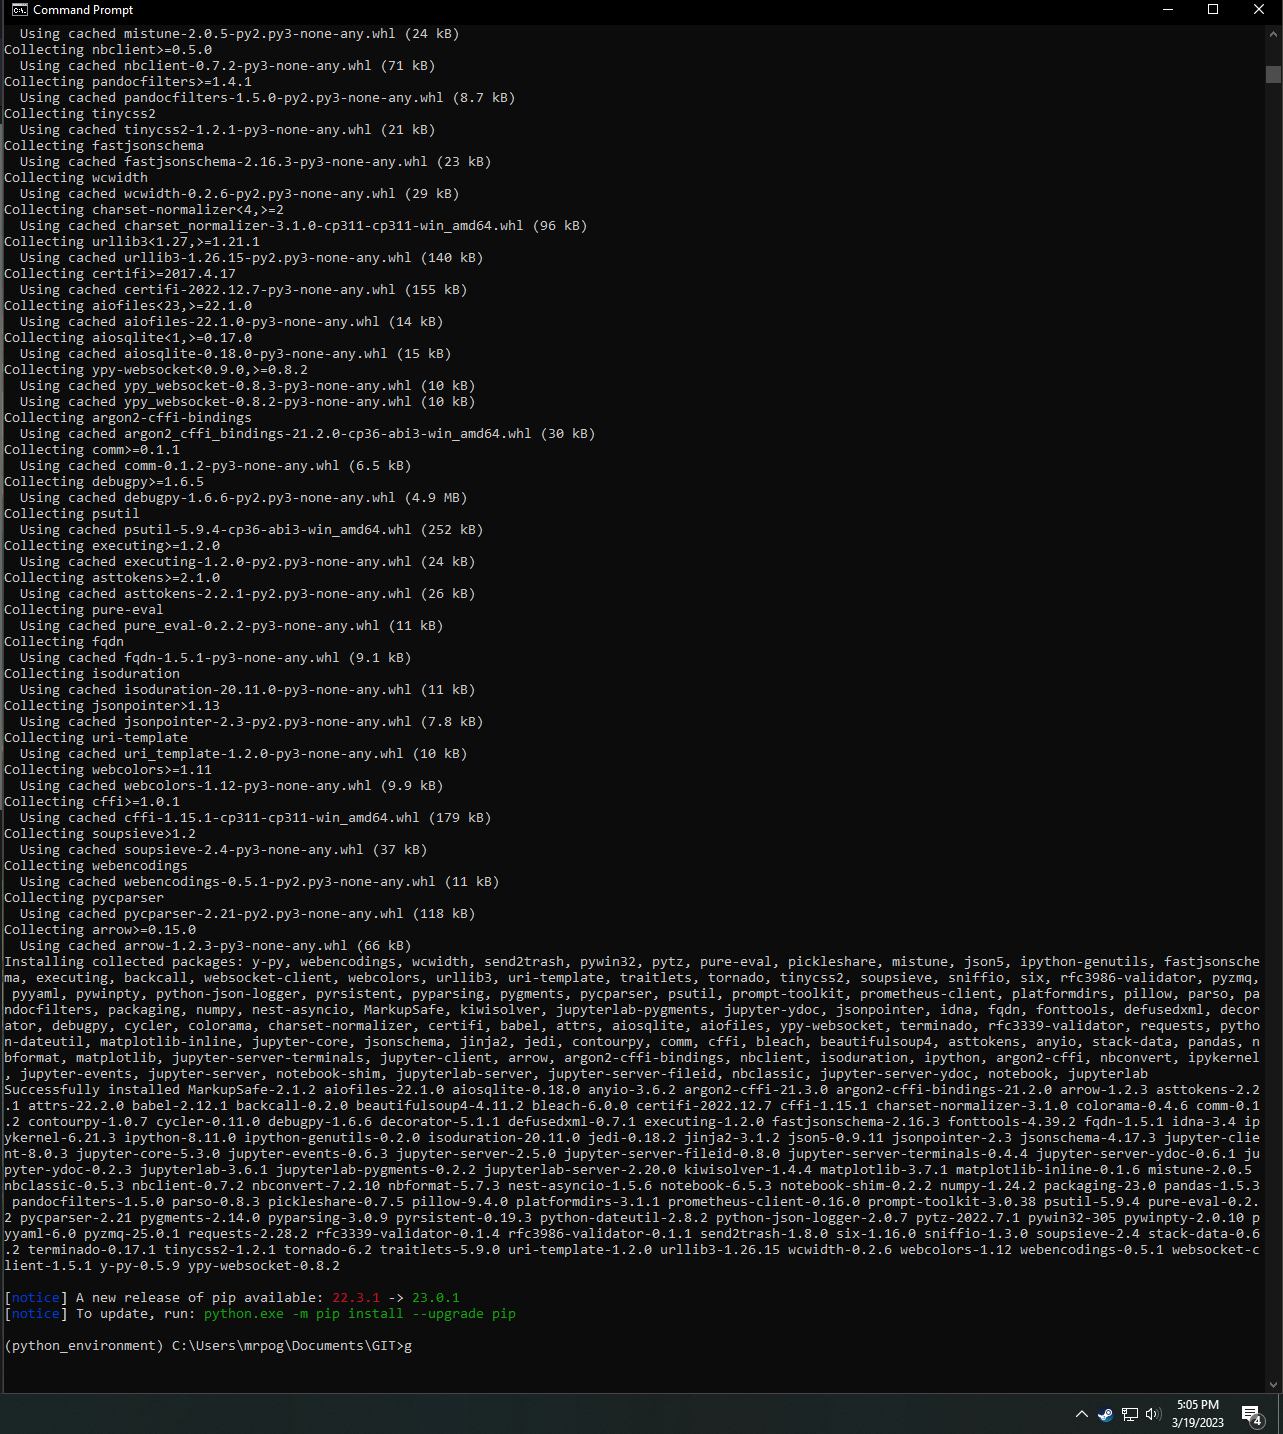 Command Prompt
Using cached mistune-2.0.5-py2.py3-none-any.whl (24 kB)
Collecting nbclient>=0.5.0
Using cached nbclient-0.7.2-py3-none-any.whl (71 kB)
Collecting pandocfilters>=1.4.1
Using cached pandocfilters-1.5.0-py2.py3-none-any.whl (8.7 kB)
Collecting tinycss2
Using cached tinycss2-1.2.1-py3-none-any.whl (21 kB)
Collecting fastjsonschema
Using cached fastjsonschema-2.16.3-py3-none-any.whl (23 kB)
Collecting wcwidth
Using cached wcwidth-0.2.6-py2.py3-none-any.whl (29 kB)
Collecting charset-normalizer<4,>=2
Using cached charset_normalizer-3.1.0-cp311-cp311-win_amd64.whl (96 kB)
Collecting urllib3<1.27,>=1.21.1
Using cached urllib3-1.26.15-py2.py3-none-any.whl (140 kB)
Collecting certifi>=2017.4.17
Using cached certifi-2022.12.7-py3-none-any.whl (155 kB)
Collecting aiofiles<23,>=22.1.0
Using cached aiofiles-22.1.0-py3-none-any.whl (14 kB)
Collecting aiosqlite<1,>=0.17.0
Using cached aiosqlite-0.18.0-py3-none-any.whl (15 kB)
Collecting ypy-websocket<0.9.0,>=0.8.2
Using cached ypy_websocket-0.8.3-py3-none-any.whl (10 kB)
Using cached ypy_websocket-0.8.2-py3-none-any.whl (10 kB)
Collecting argon2-cffi-bindings
Using cached argon2_cffi_bindings-21.2.0-cp36-abi3-win_amd64.whl (30 kB)
Collecting comm>=0.1.1
Using cached comm-0.1.2-py3-none-any.whl (6.5 kB)
Collecting debugpy>=1.6.5
Using cached debugpy-1.6.6-py2.py3-none-any.whl (4.9 MB)
Collecting psutil
Using cached psutil-5.9.4-cp36-abi3-win_amd64.whl (252 kB)
Collecting executing>=1.2.0
Using cached executing-1.2.0-py2.py3-none-any.whl (24 kB)
Collecting asttokens>=2.1.0
Using cached asttokens-2.2.1-py2.py3-none-any.whl (26 kB)
Collecting pure-eval
Using cached pure_eval-0.2.2-py3-none-any.whl (11 kB)
Collecting fqdn
Using cached fqdn-1.5.1-py3-none-any.whl (9.1 kB)
Collecting isoduration
Using cached isoduration-20.11.0-py3-none-any.whl (11 kB)
Collecting jsonpointer>1.13
Using cached jsonpointer-2.3-py2.py3-none-any.whl (7.8 kB)
Collecting uri-template
Using cached uri_template-1.2.0-py3-none-any.whl (10 kB)
Collecting webcolors>=1.11
Using cached webcolors-1.12-py3-none-any.whl (9.9 kB)
Collecting cffi>=1.0.1
Using cached cffi-1.15.1-cp311-cp311-win_amd64.whl (179 kB)
Collecting soupsieve>1.2
Using cached soupsieve-2.4-py3-none-any.whl (37 kB)
Collecting webencodings
Using cached webencodings-0.5.1-py2.py3-none-any.whl (11 kB)
Collecting pycparser
Using cached pycparser-2.21-py2.py3-none-any.whl (118 kB)
Collecting arrow>=0.15.0
Using cached arrow-1.2.3-py3-none-any.whl (66 kB)
Installing collected packages: y-py, webencodings, wcwidth, send2trash, pywin32, pytz, pure-eval, pickleshare, mistune, json5, ipython-genutils, fastjsonsche
ma, executing, backcall, websocket-client, webcolors, urllib3, uri-template, traitlets, tornado, tinycss2, soupsieve, sniffio, six, rfc3986-validator, pyzmq,
pyyaml, pywinpty, python-json-logger, pyrsistent, pyparsing, pygments, pycparser, psutil, prompt-toolkit, prometheus-client, platformdirs, pillow, parso, pa
ndocfilters, packaging, numpy, nest-asyncio, MarkupSafe, kiwisolver, jupyterlab-pygments, jupyter-ydoc, jsonpointer, idna, fqdn, fonttools, defusedxml, decor
ator, debugpy, cycler, colorama, charset-normalizer, certifi, babel, attrs, aiosqlite, aiofiles, ypy-websocket, terminado, rfc3339-validator, requests, pytho
n-dateutil, matplotlib-inline, jupyter-core, jsonschema, jinja2, jedi, contourpy, comm, cffi, bleach, beautifulsoup4, asttokens, anyio, stack-data, pandas, n
bformat, matplotlib, jupyter-server-terminals, jupyter-client, arrow, argon2-cffi-bindings, nbclient, isoduration, ipython, argon2-cffi, nbconvert, ipykernel
, jupyter-events, jupyter-server, notebook-shim, jupyterlab-server, jupyter-server-fileid, nbclassic, jupyter-server-ydoc, notebook, jupyterlab
Successfully installed MarkupSafe-2.1.2 aiofiles-22.1.0 aiosqlite-0.18.0 anyio-3.6.2 argon2-cffi-21.3.0 argon2-cffi-bindings-21.2.0 arrow-1.2.3 asttokens-2.2
.1 attrs-22.2.0 babel-2.12.1 backcall-0.2.0 beautifulsoup4-4.11.2 bleach-6.0.0 certifi-2022.12.7 cffi-1.15.1 charset-normalizer-3.1.0 colorama-0.4.6 comm-0.1
.2 contourpy-1.0.7 cycler-0.11.0 debugpy-1.6.6 decorator-5.1.1 defusedxml-0.7.1 executing-1.2.0 fastjsonschema-2.16.3 fonttools-4.39.2 fqdn-1.5.1 idna-3.4 ip
ykernel-6.21.3 ipython-8.11.0 ipython-genutils-0.2.0 isoduration-20.11.0 jedi-0.18.2 jinja2-3.1.2 json5-0.9.11 jsonpointer-2.3 jsonschema-4.17.3 jupyter-clie
nt-8.0.3 jupyter-core-5.3.0 jupyter-events-0.6.3 jupyter-server-2.5.0 jupyter-server-fileid-0.8.0 jupyter-server-terminals-0.4.4 jupyter-server-ydoc-0.6.1 ju
pyter-ydoc-0.2.3 jupyterlab-3.6.1 jupyterlab-pygments-0.2.2 jupyterlab-server-2.20.0 kiwisolver-1.4.4 matplotlib-3.7.1 matplotlib-inline-0.1.6 mistune-2.0.5
nbclassic-0.5.3 nbclient-0.7.2 nbconvert-7.2.10 nbformat-5.7.3 nest-asyncio-1.5.6 notebook-6.5.3 notebook-shim-0.2.2 numpy-1.24.2 packaging-23.0 pandas-1.5.3
pandocfilters-1.5.0 parso-0.8.3 pickleshare-0.7.5 pillow-9.4.0 platformdirs-3.1.1 prometheus-client-0.16.0 prompt-toolkit-3.0.38 psutil-5.9.4 pure-eval-0.2.
2 pycparser-2.21 pygments-2.14.0 pyparsing-3.0.9 pyrsistent-0.19.3 python-dateutil-2.8.2 python-json-logger-2.0.7 pytz-2022.7.1 pywin32-305 pywinpty-2.0.10 p
yyaml-6.0 pyzmq-25.0.1 requests-2.28.2 rfc3339-validator-0.1.4 rfc3986-validator-0.1.1 send2trash-1.8.0 six-1.16.0 sniffio-1.3.0 soupsieve-2.4 stack-data-0.6
.2 terminado-0.17.1 tinycss2-1.2.1 tornado-6.2 traitlets-5.9.0 uri-template-1.2.0 urllib3-1.26.15 wcwidth-0.2.6 webcolors-1.12 webencodings-0.5.1 websocket-c
lient-1.5.1 y-py-0.5.9 ypy-websocket-0.8.2
[notice] A new release of pip available: 22.3.1 -> 23.0.1
[notice] To update, run: python.exe -m pip install --upgrade pip
(python_environment) C:\Users\mrpog\Documents\GIT>g
5:05 PM
3/19/2023
4